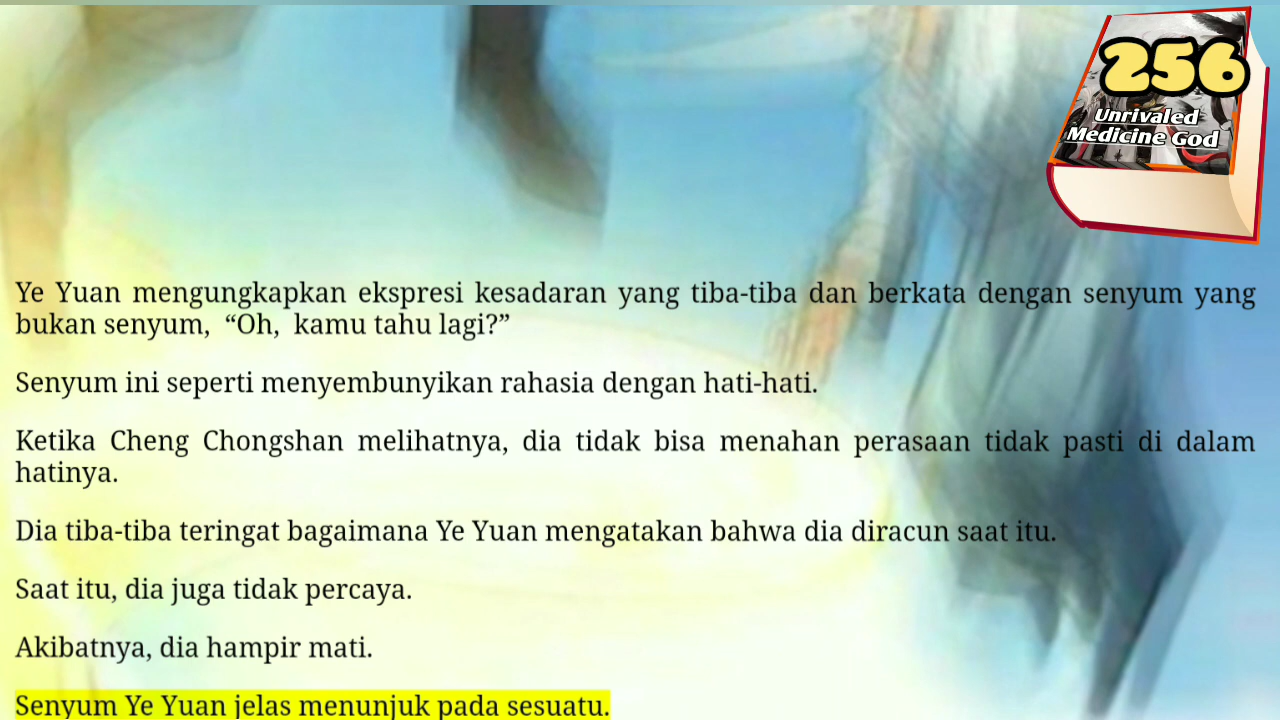 256
Unrivaled
Medicine God
Ye Yuan mengungkapkan ekspresi kesadaran yang tiba-tiba dan berkata dengan senyum yang
bukan senyum, “Oh, kamu tahu lagi?”
Senyum ini seperti menyembunyikan rahasia dengan hati-hati.
Ketika Cheng Chongshan melihatnya, dia tidak bisa menahan perasaan tidak pasti di dalam
hatinya.
Dia tiba-tiba teringat bagaimana Ye Yuan mengatakan bahwa dia diracun saat itu.
Saat itu, dia juga tidak percaya.
Akibatnya, dia hampir mati.
Senyum Ye Yuan jelas menunjuk pada sesuatu.